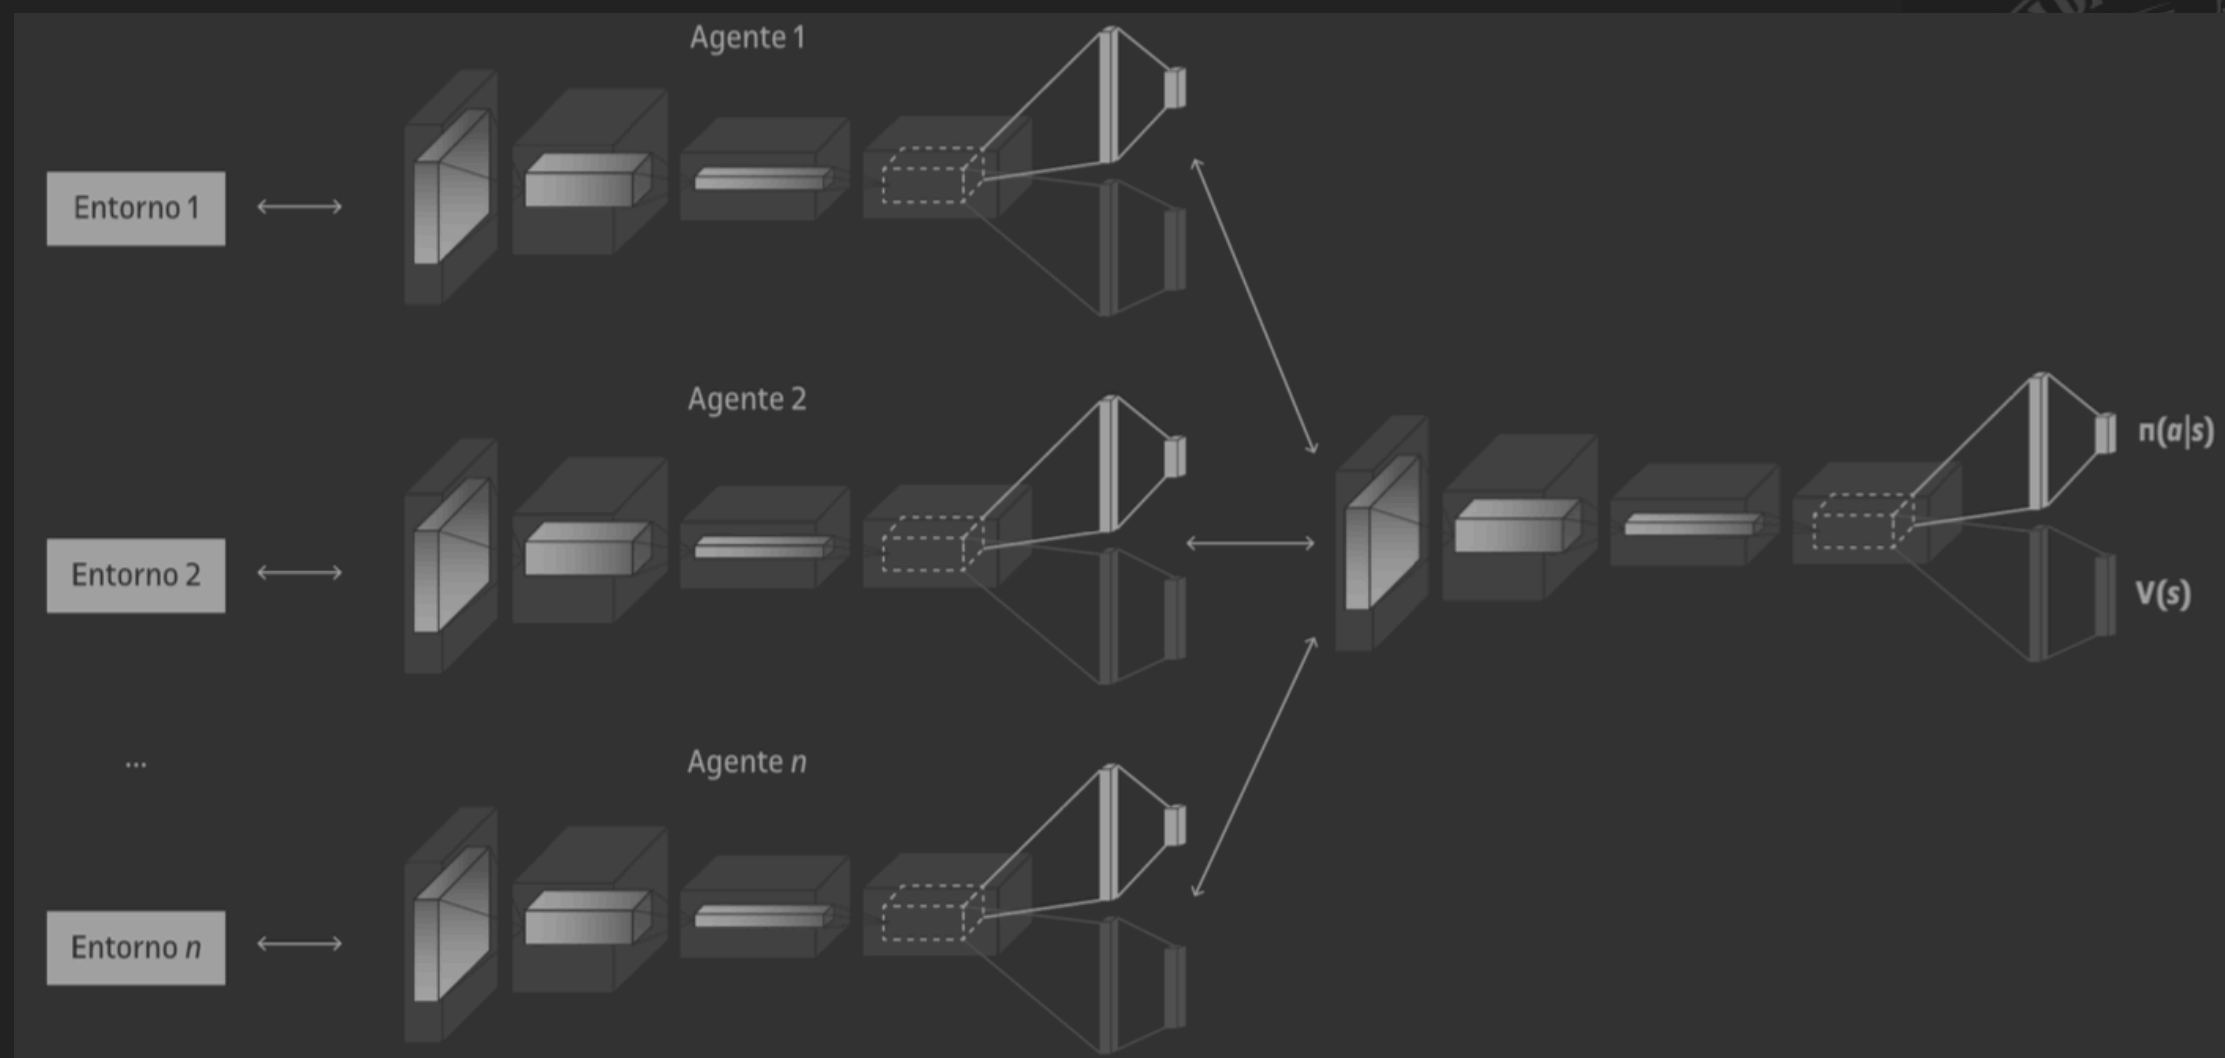 Agente 1
Entorno 1
Agente 2
Entorno 2
π(a|s)
V(s)
...
Agente n
Entorno n